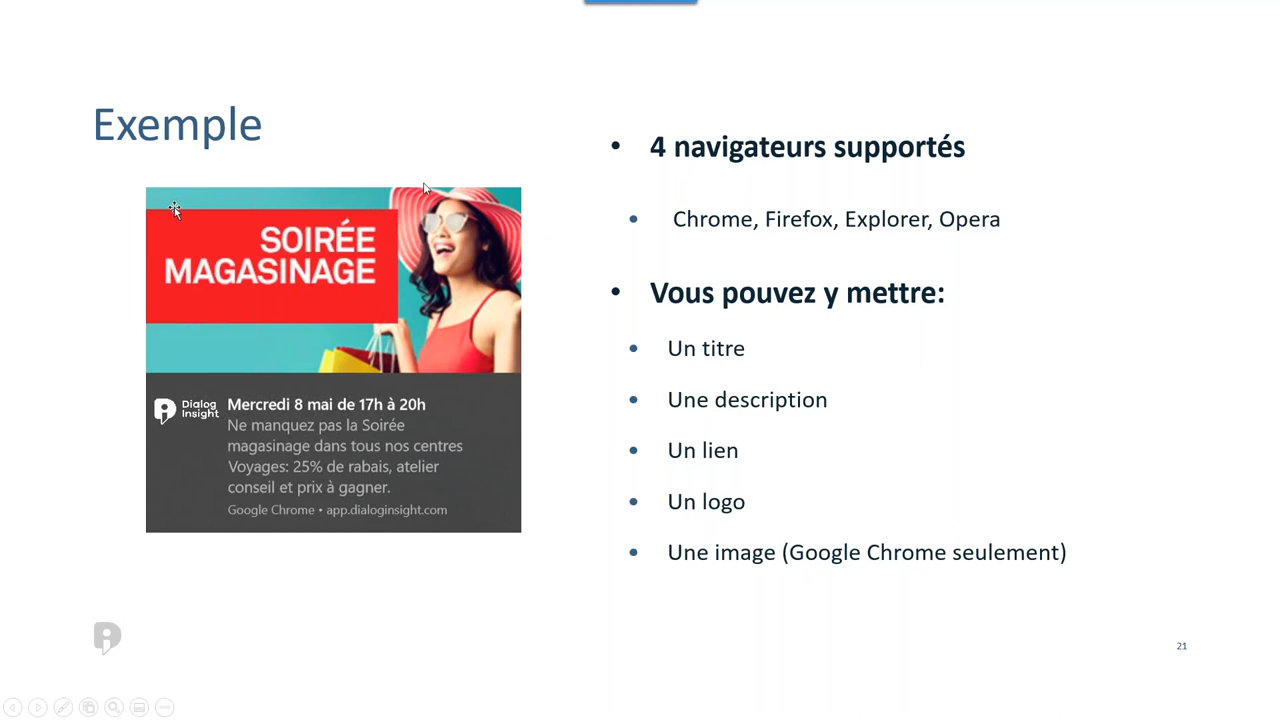 Exemple
SOIRÉE
MAGASINAGE
Dialog
Insight
Mercredi 8 mai de 17h à 20h
Ne manquez pas la Soirée
magasinage dans tous nos centres
Voyages: 25% de rabais, atelier
conseil et prix à gagner.
Google Chrome • app.dialoginsight.com
• 4 navigateurs supportés
• Chrome, Firefox, Explorer, Opera
• Vous pouvez y mettre:
• Un titre
• Une description
• Un lien
• Un logo
• Une image (Google Chrome seulement)
21